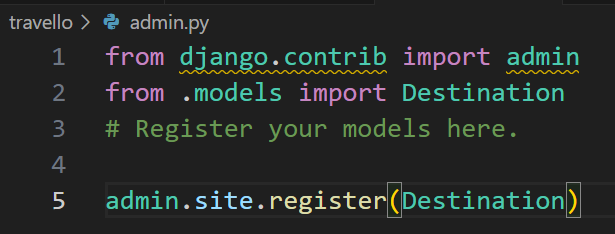 travello > admin.py
1 from django.contrib import admin
2 from .models import Destination
3 # Register your models here.
4
5 admin.site.register(Destination)